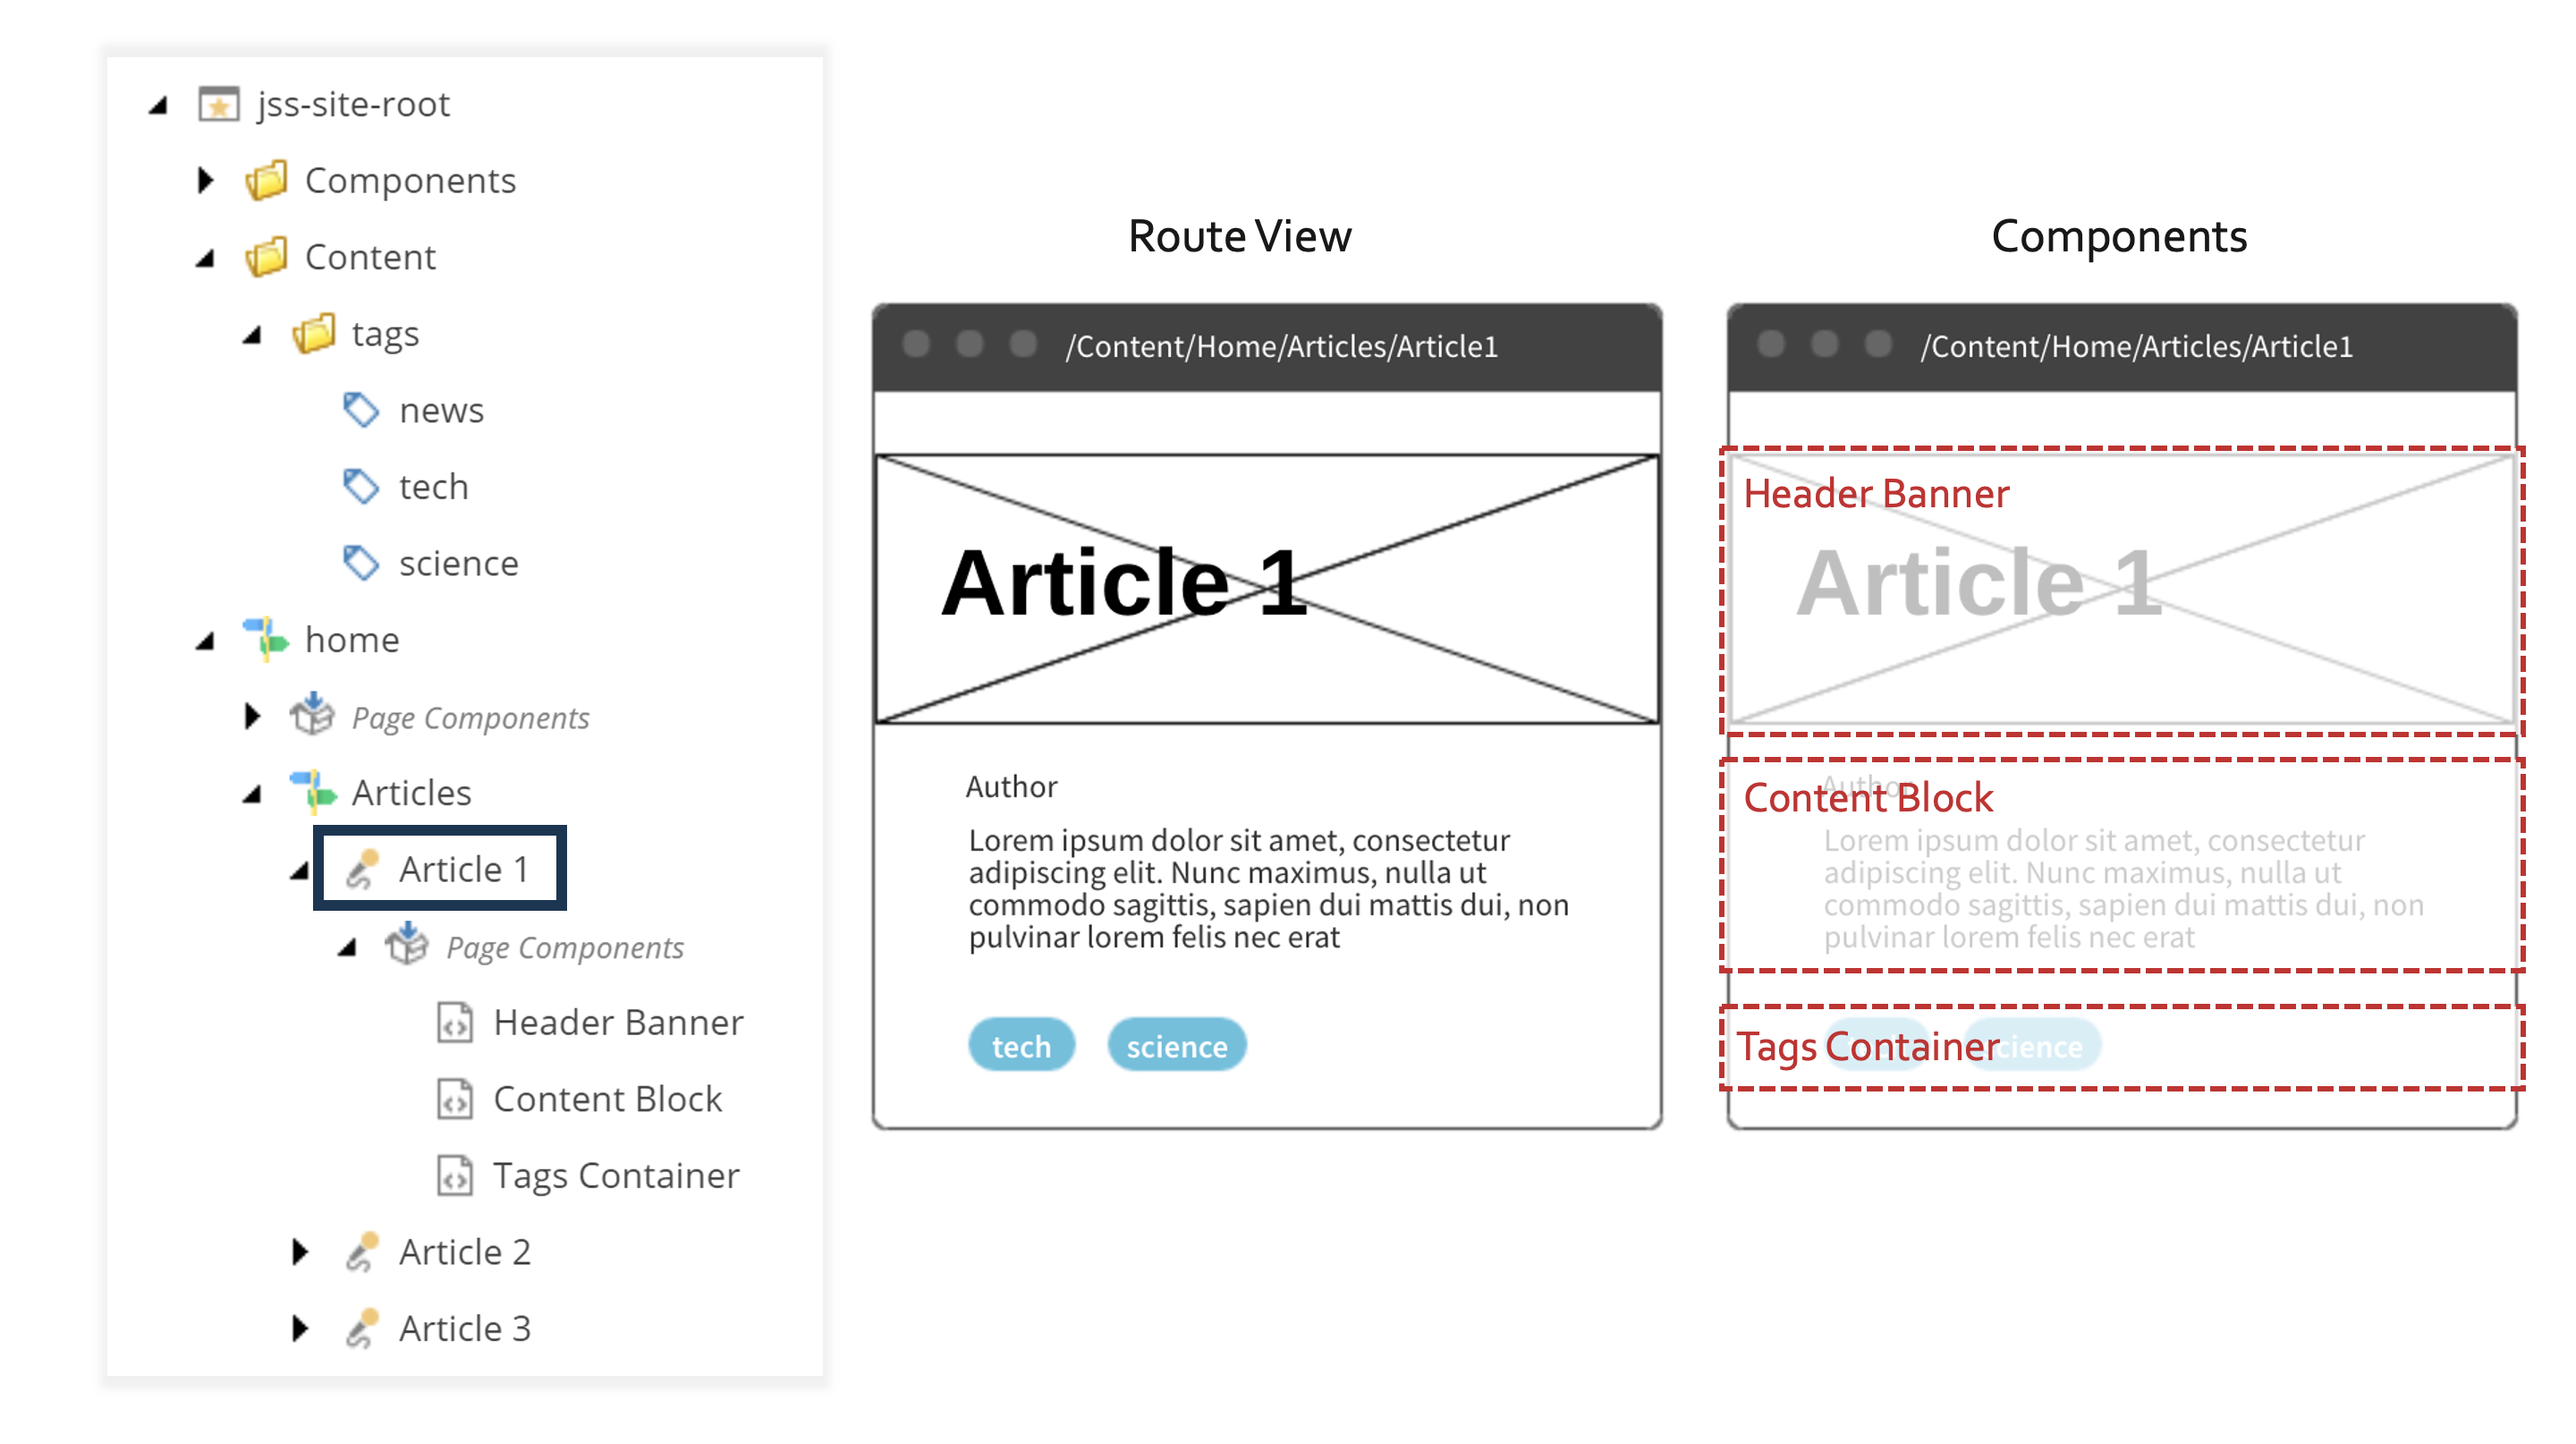 jss-site-root
Components
Content
tags
news
tech
science
home
Page Components
Articles
Article 1
Page Components
Header Banner
Content Block
Tags Container
Article 2
Article 3
Route View
/Content/Home/Articles/Article1
Article 1
Author
Lorem ipsum dolor sit amet, consectetur
adipiscing elit. Nunc maximus, nulla ut
commodo sagittis, sapien dui mattis dui, non
pulvinar lorem felis nec erat
tech science
Components
/Content/Home/Articles/Article1
Header Banner
Article 1
Author
Content Block
Lorem ipsum dolor sit amet, consectetur
adipiscing elit. Nunc maximus, nulla ut
commodo sagittis, sapien dui mattis dui, non
pulvinar lorem felis nec erat
Tags Container
science